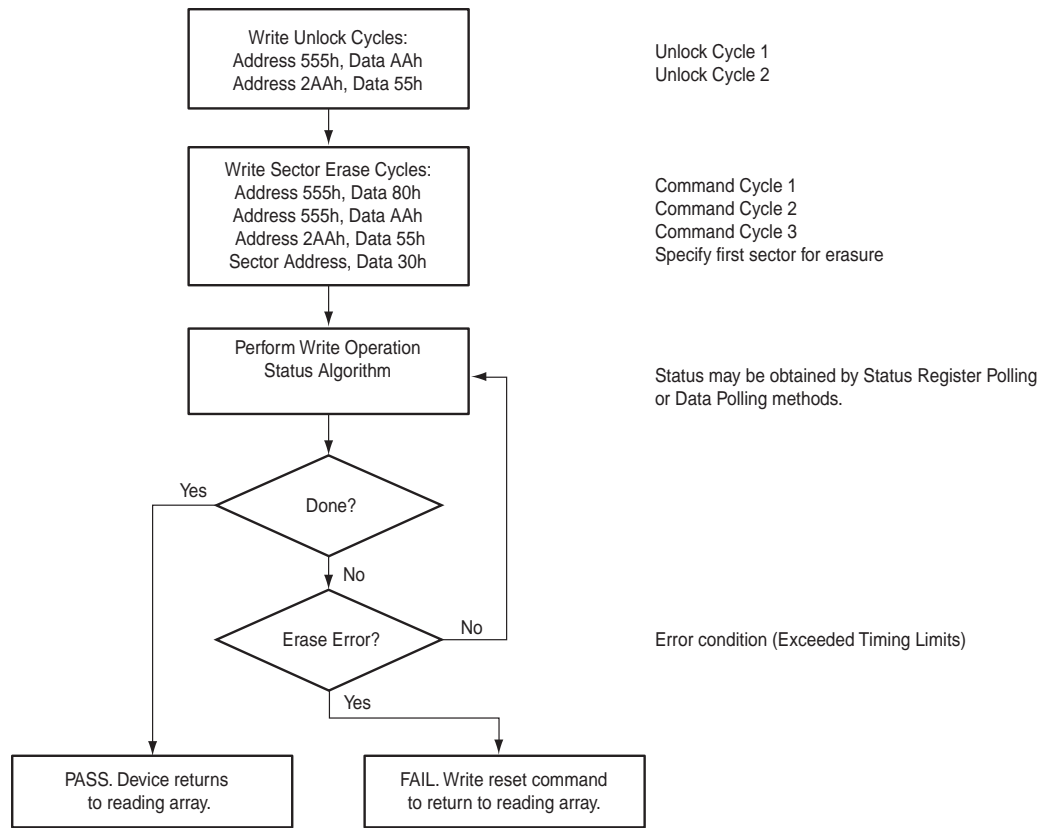 Write Unlock Cycles:
Address 555h, Data AAh
Address 2AAh, Data 55h
Unlock Cycle 1
Unlock Cycle 2
Write Sector Erase Cycles:
Address 555h, Data 80h
Address 555h, Data AAh
Address 2AAh, Data 55h
Sector Address, Data 30h
Command Cycle 1
Command Cycle 2
Command Cycle 3
Specify first sector for erasure
Perform Write Operation
Status Algorithm
Status may be obtained by Status Register Polling
or Data Polling methods.
Yes
Done?
No
Erase Error?
No
Error condition (Exceeded Timing Limits)
Yes
PASS. Device returns
to reading array.
FAIL. Write reset command
to return to reading array.